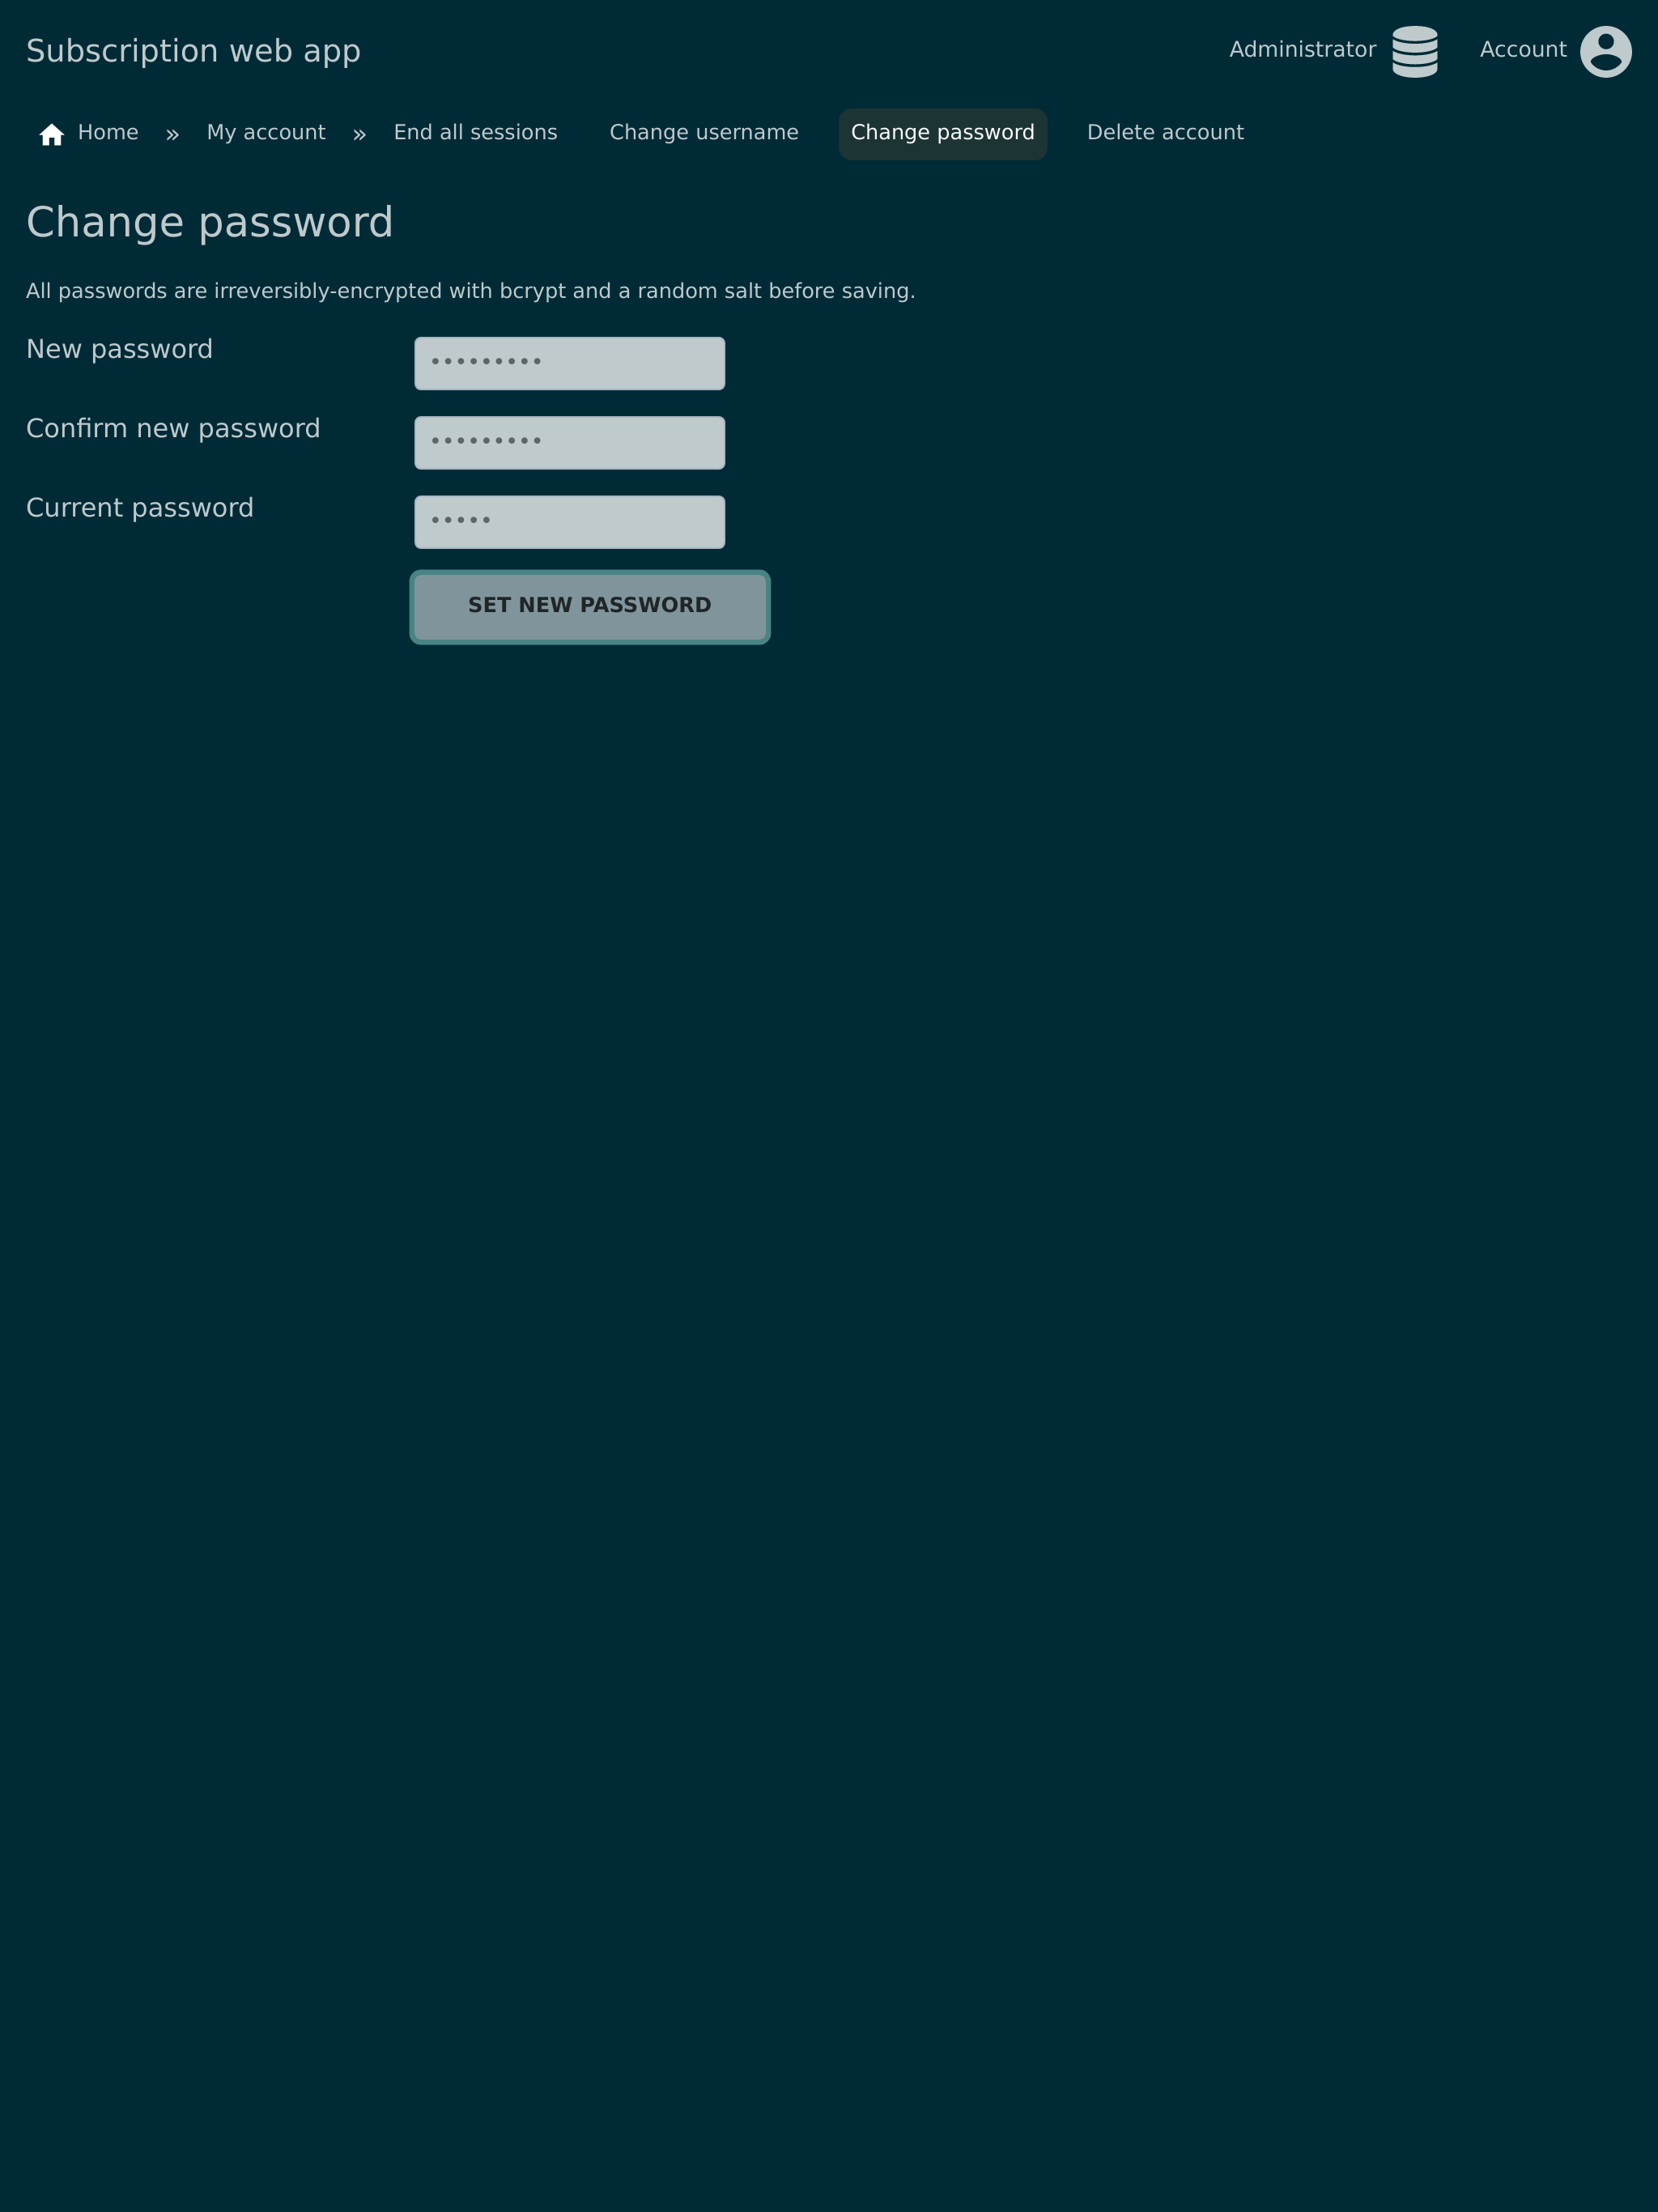 Subscription web app
Administrator
Account
Home » My account » End all sessions Change username Change password Delete account
Change password
All passwords are irreversibly-encrypted with bcrypt and a random salt before saving.
New password
•••••••••
Confirm new password
•••••••••
Current password
•••••
SET NEW PASSWORD